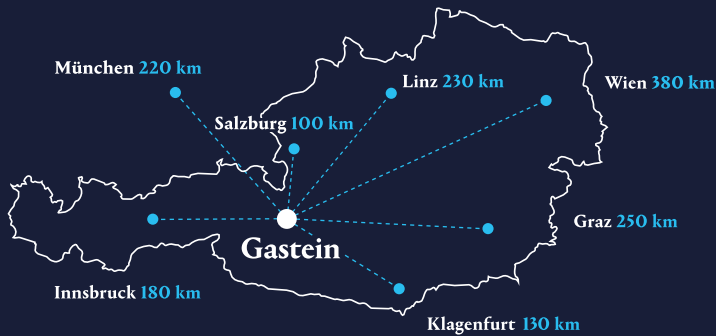 München 220 km
Linz 230 km
Wien 380 km
Salzburg 100 km
Graz 250 km
Gastein
Innsbruck 180 km
Klagenfurt 130 km